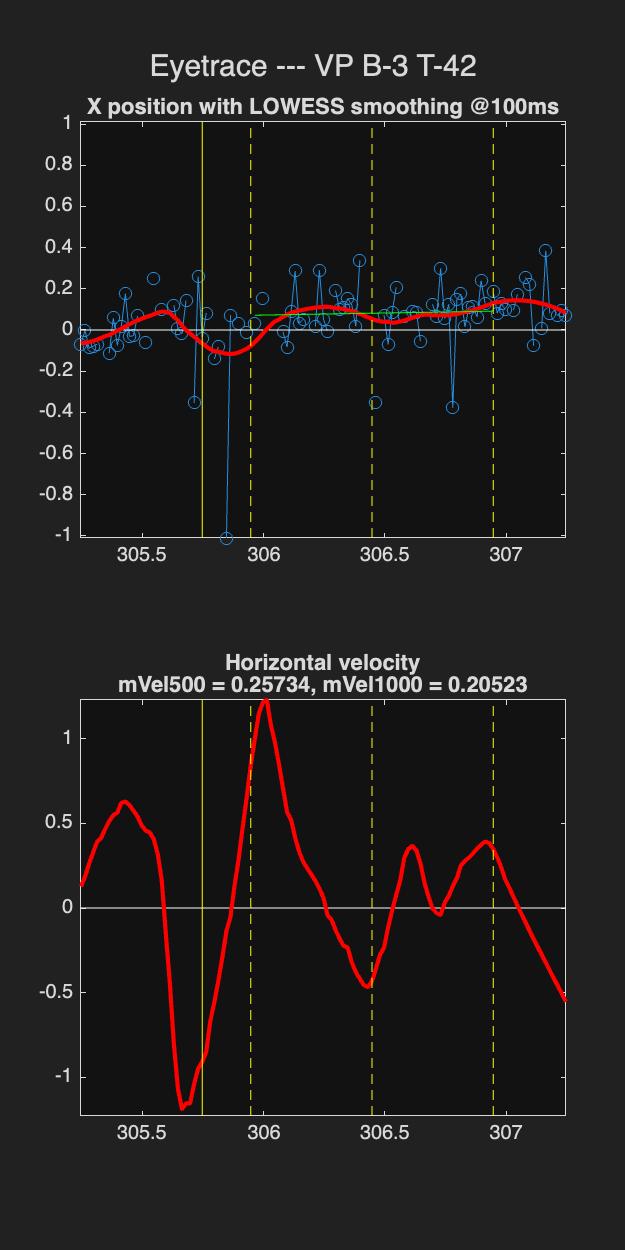 Eyetrace --- VP B-3 T-42
X position with LOWESS smoothing @100ms
1
0.8
0.6
0.4
0.2
0
-0.2
-0.4
-0.6
-0.8
-1
305.5 306 306.5 307
Horizontal velocity
mVel500 = 0.25734, mVel1000 = 0.20523
1
0.5
0
-0.5
-1
305.5 306 306.5 307